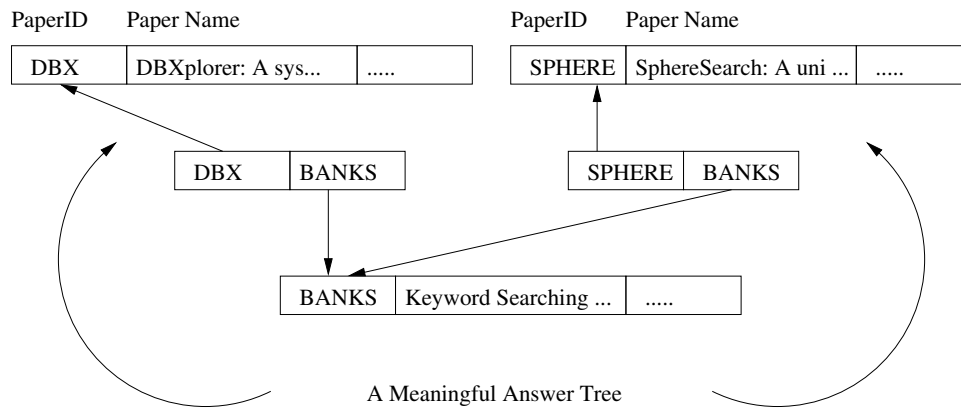 PaperID Paper Name PaperID Paper Name
DBX DBXplorer: A sys... ..... SPHERE SphereSearch: A uni ... .....
DBX BANKS SPHERE BANKS
BANKS Keyword Searching ... .....
A Meaningful Answer Tree